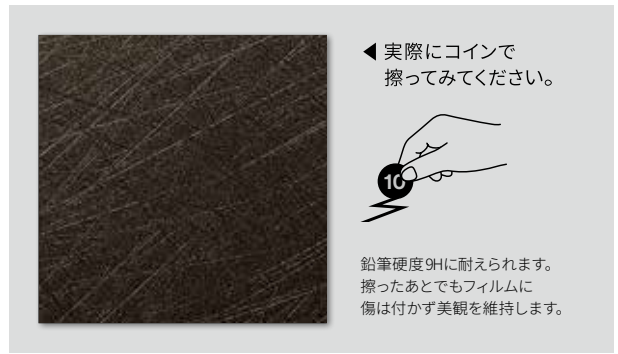 ◀ 実際にコインで
擦ってみてください。
10
鉛筆硬度9Hに耐えられます。
擦ったあとでもフィルムに
傷は付かず美観を維持します。